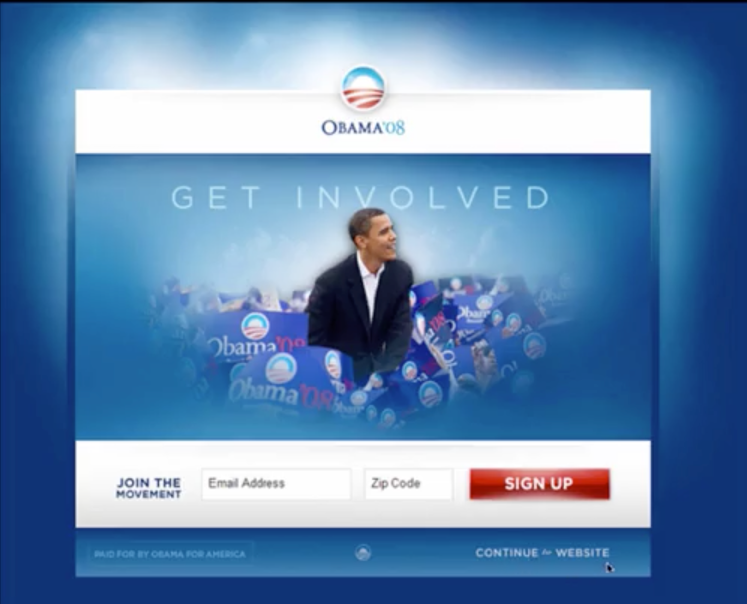 OBAMA'08
GET INVOLVED
Obama'08
Obama'08
Obama
JOIN THE
MOVEMENT
Email Address
Zip Code
SIGN UP
PAID FOR BY OBAMA FOR AMERICA
CONTINUE to WEBSITE